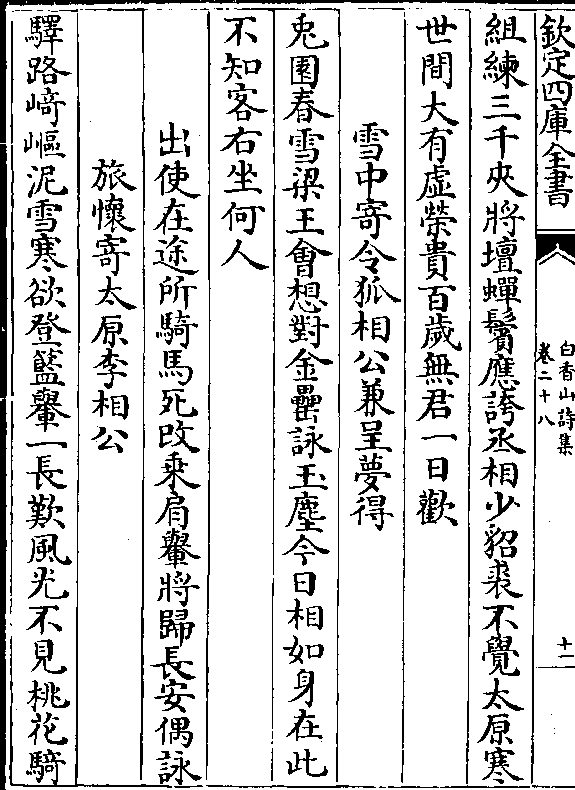 欽定四庫全書
白香山詩集
卷二十八
十一
組練三千夾將壇蟬鬢應誇丞相少貂裘不覺太原寒
世間大有虛榮貴百歲無君一日歡
雪中寄令狐相公兼呈夢得
兎園春雪梁王會想對金罍詠玉塵今日相如身在此
不知客右坐何人
出使在途所騎馬死改乘肩轝將歸長安偶詠
旅懷寄太原李相公
驛路﨑嶇泥雪寒欲登籃轝一長歎風光不見桃花騎